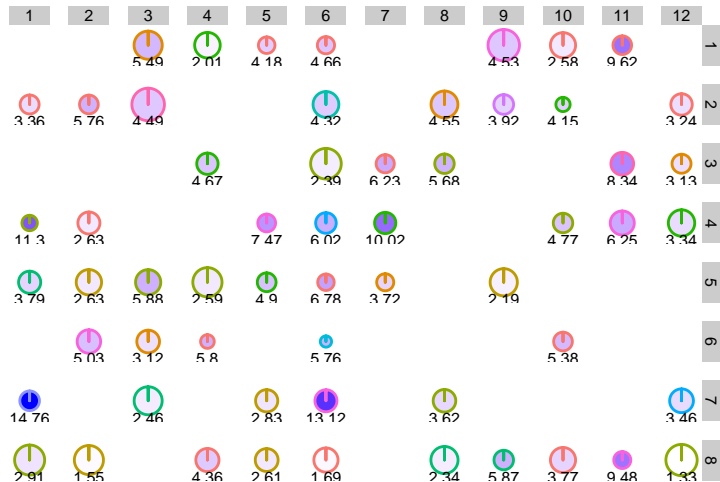 1 2 3 4 5 6 7 8 9 10 11 12
5.49 2.01 4.18 4.66 4.53 2.58 9.62 1
3.36 5.76 4.49 4.32 4.55 3.92 4.15 3.24 2
4.67 2.39 6.23 5.68 8.34 3.13 3
11.3 2.63 7.47 6.02 10.02 4.77 6.25 3.34 4
3.79 2.63 5.88 2.59 4.9 6.78 3.72 2.19 5
5.03 3.12 5.8 5.76 5.38 6
14.76 2.46 2.83 13.12 3.62 3.46 7
2.91 1.55 4.36 2.61 1.69 2.34 5.87 3.77 9.48 1.33 8